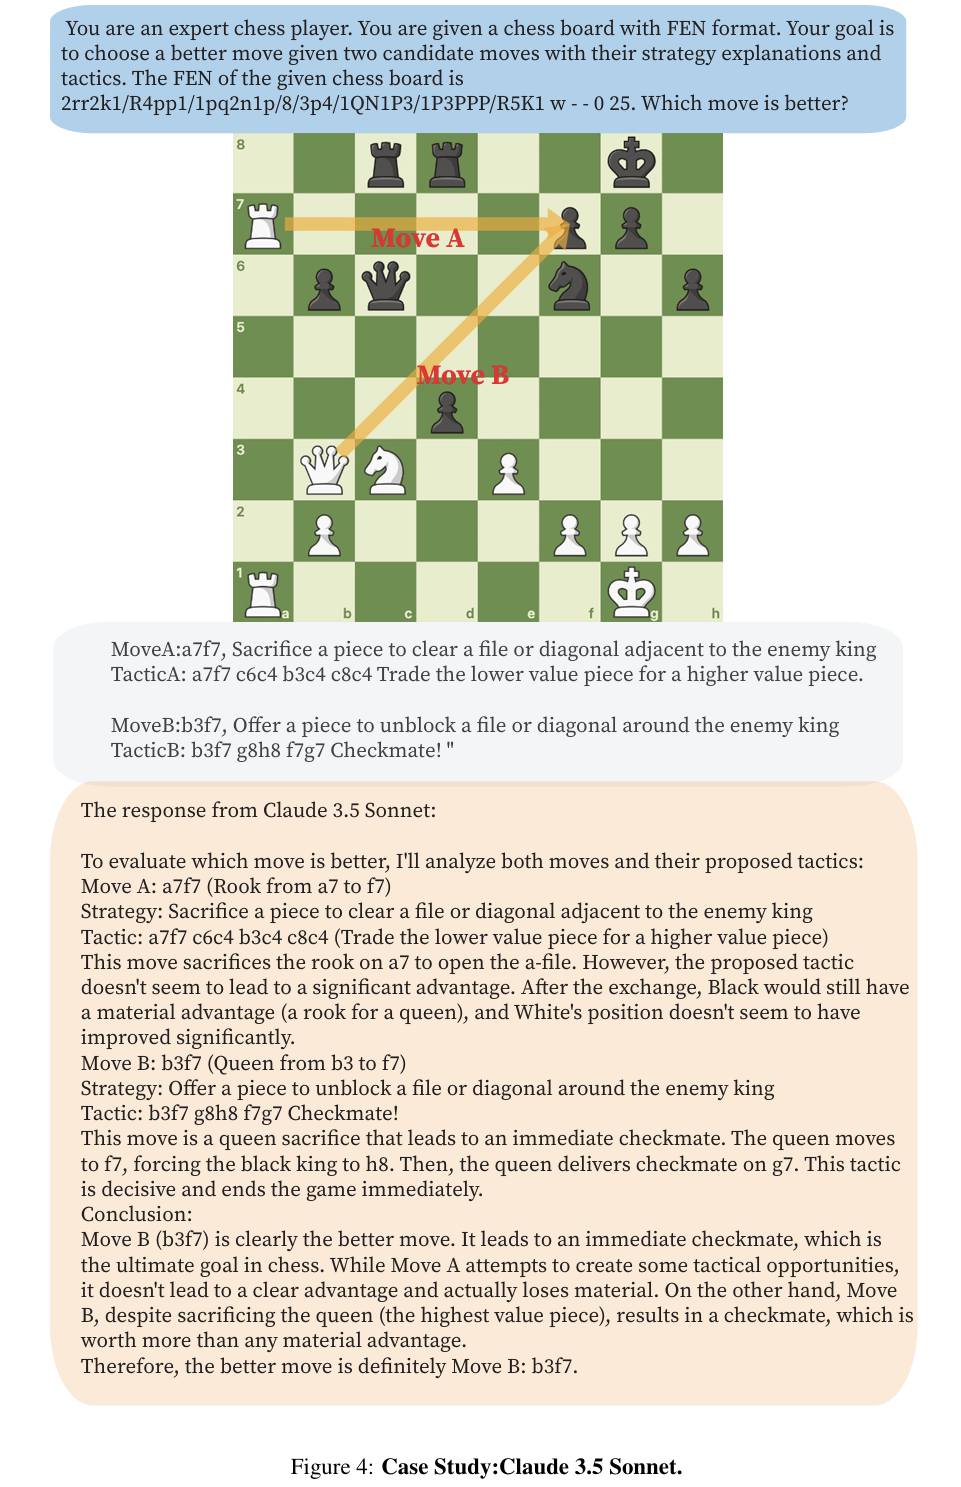 You are an expert chess player. You are given a chess board with FEN format. Your goal is
to choose a better move given two candidate moves with their strategy explanations and
tactics. The FEN of the given chess board is
2rr2k1/R4pp1/1pq2n1p/8/3p4/1QN1P3/1P3PPP/R5K1 w - - 0 25. Which move is better?
8
7
Move A
6
5
Move B
4
3
2
1
a b c d e f g h
MoveA:a7f7, Sacrifice a piece to clear a file or diagonal adjacent to the enemy king
TacticA: a7f7 c6c4 b3c4 c8c4 Trade the lower value piece for a higher value piece.
MoveB:b3f7, Offer a piece to unblock a file or diagonal around the enemy king
TacticB: b3f7 g8h8 f7g7 Checkmate! "
The response from Claude 3.5 Sonnet:
To evaluate which move is better, I'll analyze both moves and their proposed tactics:
Move A: a7f7 (Rook from a7 to f7)
Strategy: Sacrifice a piece to clear a file or diagonal adjacent to the enemy king
Tactic: a7f7 c6c4 b3c4 c8c4 (Trade the lower value piece for a higher value piece)
This move sacrifices the rook on a7 to open the a-file. However, the proposed tactic
doesn't seem to lead to a significant advantage. After the exchange, Black would still have
a material advantage (a rook for a queen), and White's position doesn't seem to have
improved significantly.
Move B: b3f7 (Queen from b3 to f7)
Strategy: Offer a piece to unblock a file or diagonal around the enemy king
Tactic: b3f7 g8h8 f7g7 Checkmate!
This move is a queen sacrifice that leads to an immediate checkmate. The queen moves
to f7, forcing the black king to h8. Then, the queen delivers checkmate on g7. This tactic
is decisive and ends the game immediately.
Conclusion:
Move B (b3f7) is clearly the better move. It leads to an immediate checkmate, which is
the ultimate goal in chess. While Move A attempts to create some tactical opportunities,
it doesn't lead to a clear advantage and actually loses material. On the other hand, Move
B, despite sacrificing the queen (the highest value piece), results in a checkmate, which is
worth more than any material advantage.
Therefore, the better move is definitely Move B: b3f7.
Figure 4: Case Study:Claude 3.5 Sonnet.